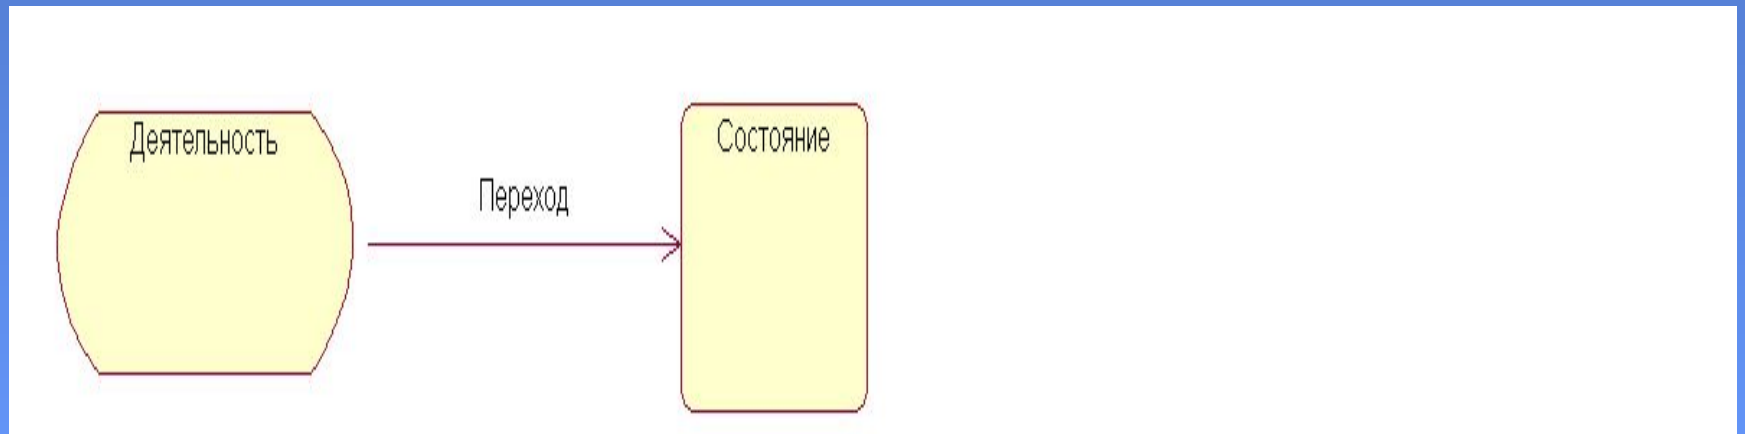 Деятельность
Переход
Состояние